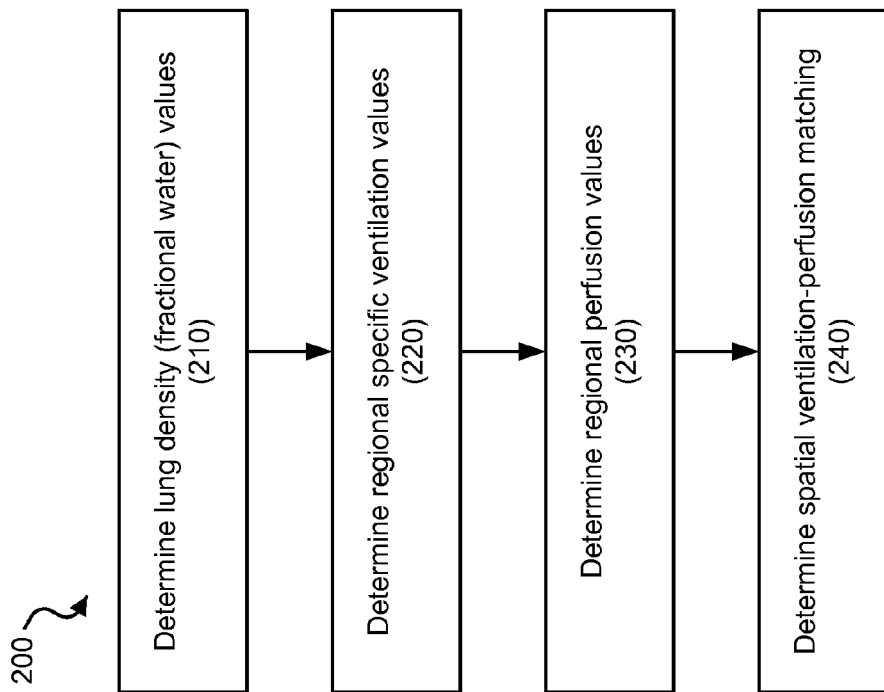 200
Determine lung density (fractional water) values
(210)
Determine regional specific ventilation values
(220)
Determine regional perfusion values
(230)
Determine spatial ventilation-perfusion matching
(240)